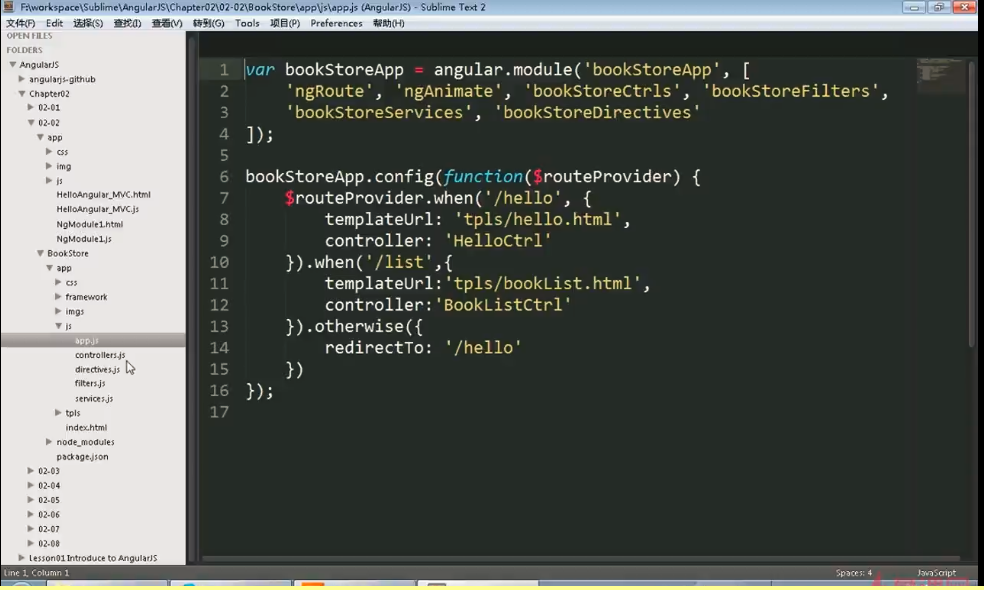 F:\workspace\Sublime\AngularJS\Chapter02\02-02\BookStore\app\js\app.js (AngularJS) - Sublime Text 2
文件(F) Edit 选择(S) 查找(I) 查看(V) 转到(G) Tools 项目(P) Preferences 帮助(H)
OPEN FILES
FOLDERS
AngularJS
angularjs-github
Chapter02
02-01
02-02
app
css
img
js
HelloAngular_MVC.html
HelloAngular_MVC.js
NgModule1.html
NgModule1.js
BookStore
app
css
framework
imgs
js
app.js
controllers.js
directives.js
filters.js
services.js
tpls
index.html
node_modules
package.json
02-03
02-04
02-05
02-06
02-07
02-08
Lesson01 Introduce to AngularJS
1 var bookStoreApp = angular.module('bookStoreApp', [
2 'ngRoute', 'ngAnimate', 'bookStoreCtrls', 'bookStoreFilters',
3 'bookStoreServices', 'bookStoreDirectives'
4 ]);
5
6 bookStoreApp.config(function($routeProvider) {
7 $routeProvider.when('/hello', {
8 templateUrl: 'tpls/hello.html',
9 controller: 'HelloCtrl'
10 }).when('/list',{
11 templateUrl:'tpls/bookList.html',
12 controller:'BookListCtrl'
13 }).otherwise({
14 redirectTo: '/hello'
15 })
16 });
17
Line 1, Column 1
Spaces: 4
JavaScript